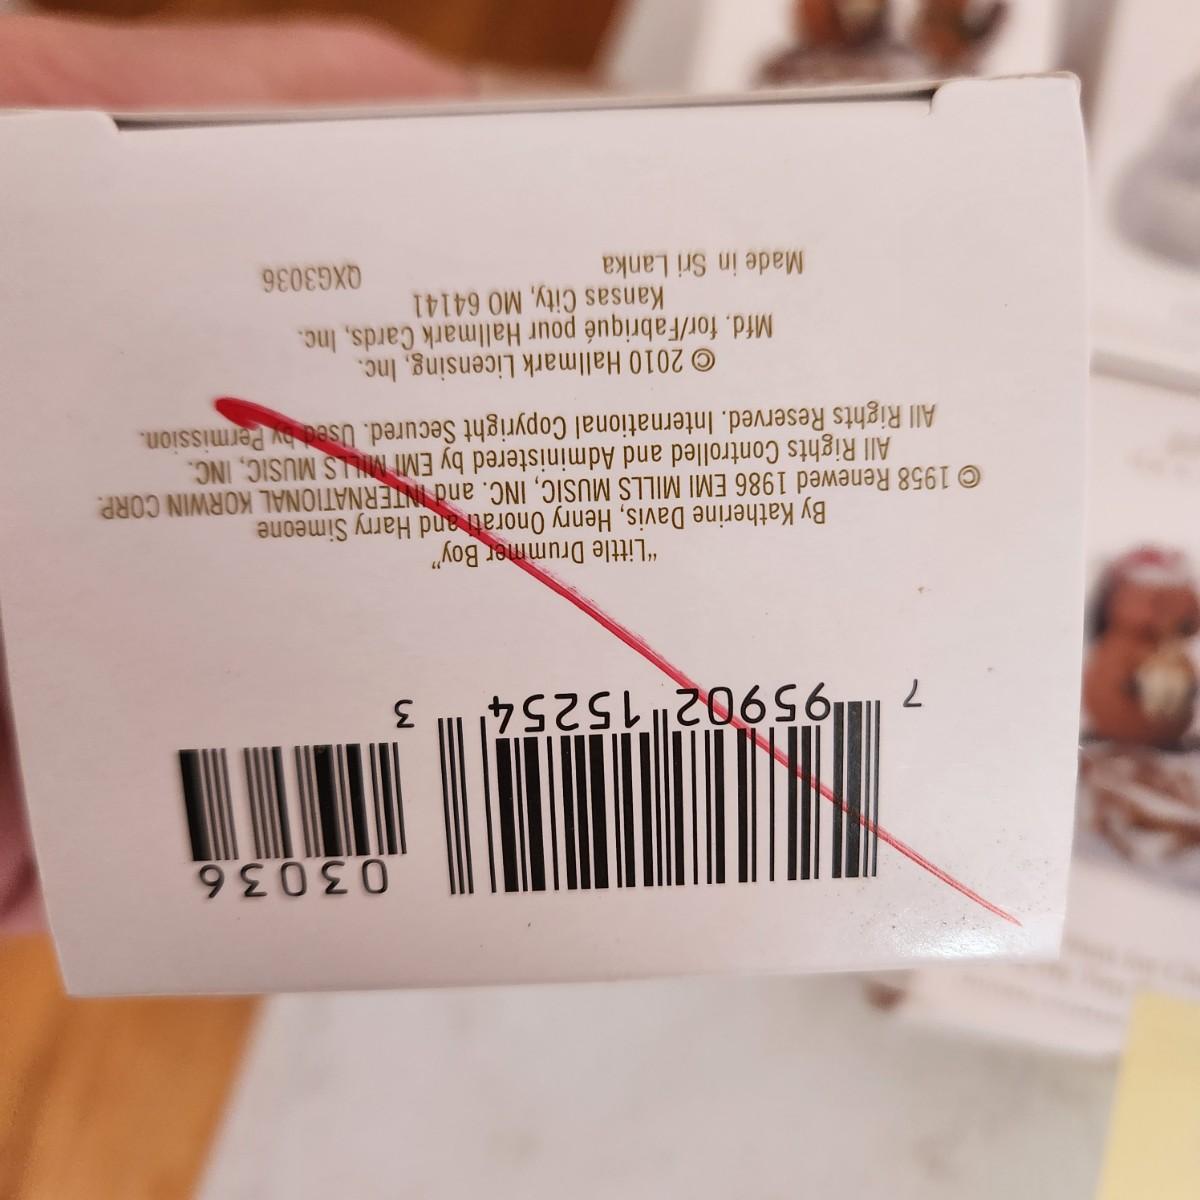 03036
7 95902 15254 3
"Little Drummer Boy"
By Katherine Davis, Henry Onorati and Harry Simeone
© 1958 Renewed 1986 EMI MILLS MUSIC, INC. and INTERNATIONAL KORWIN CORP.
All Rights Controlled and Administered by EMI MILLS MUSIC, INC.
All Rights Reserved. International Copyright Secured. Used by Permission.
© 2010 Hallmark Licensing, Inc.
Mfd. for/Fabriqué pour Hallmark Cards, Inc.
Kansas City, MO 64141
Made in Sri Lanka QXG3036